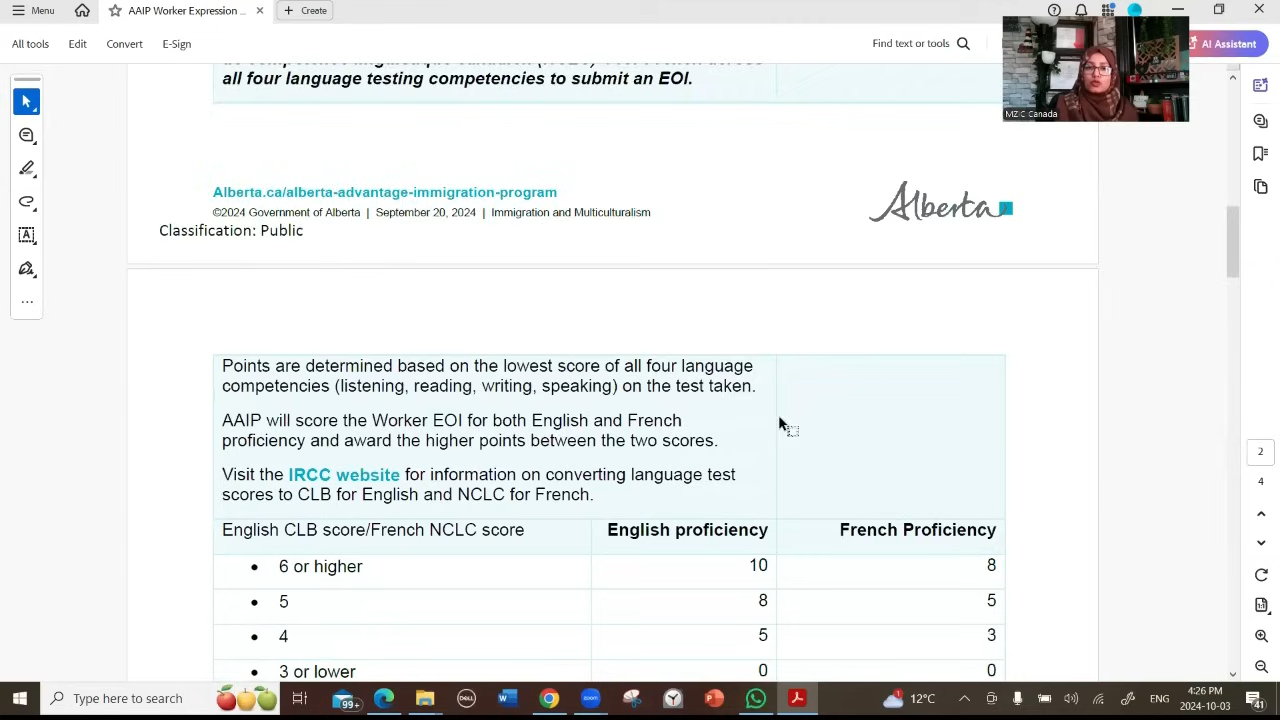 Menu
AAIP Worker Expression ...
Create
All tools
Edit
Convert
E-Sign
Find text or tools
AI Assistant
MZIC Canada
all four language testing competencies to submit an EOI.
Alberta.ca/alberta-advantage-immigration-program
©2024 Government of Alberta | September 20, 2024 | Immigration and Multiculturalism
Alberta
Classification: Public
Points are determined based on the lowest score of all four language
competencies (listening, reading, writing, speaking) on the test taken.
AAIP will score the Worker EOI for both English and French
proficiency and award the higher points between the two scores.
Visit the IRCC website for information on converting language test
scores to CLB for English and NCLC for French.
English CLB score/French NCLC score English proficiency French Proficiency
• 6 or higher 10 8
• 5 8 5
• 4 5 3
• 3 or lower 0 0
2
4
Type here to search
99+
DELL
zoom
1
12°C
ENG
4:26 PM
2024-10-03
41